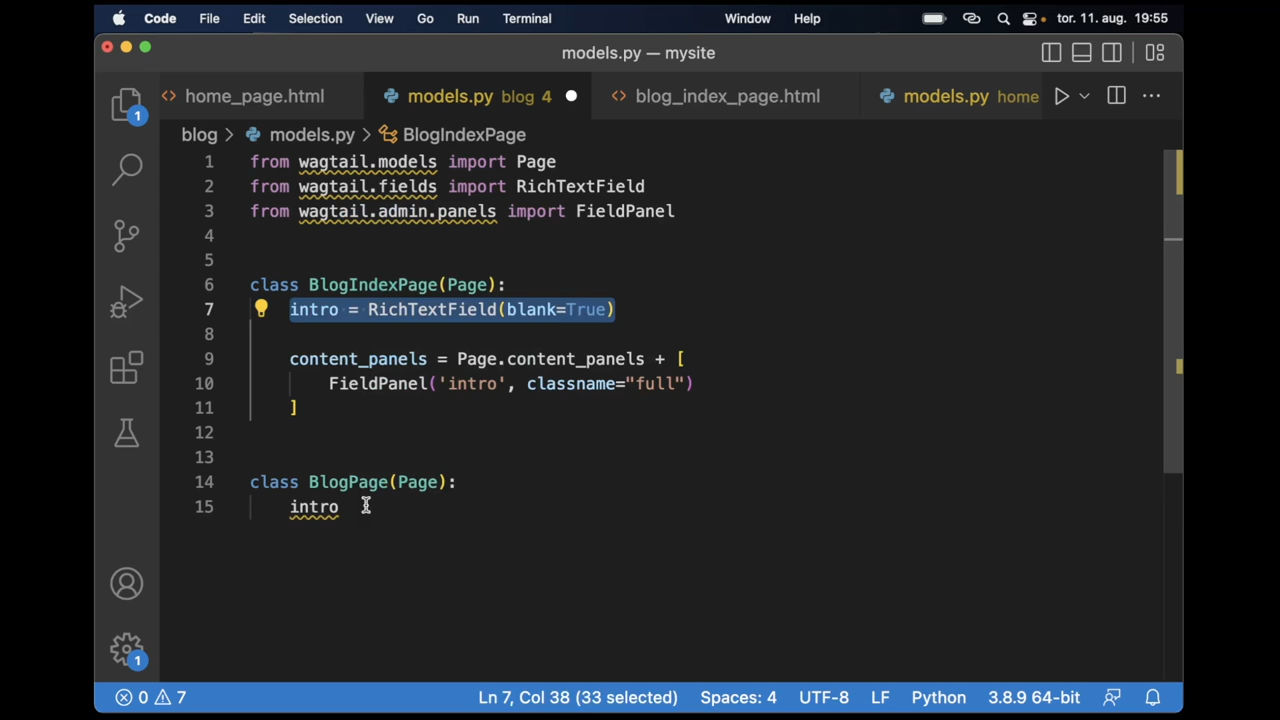 Code File Edit Selection View Go Run Terminal Window Help tor. 11. aug. 19:55
models.py — mysite
home_page.html models.py blog 4 blog_index_page.html models.py home
blog > models.py > BlogIndexPage
1 from wagtail.models import Page
2 from wagtail.fields import RichTextField
3 from wagtail.admin.panels import FieldPanel
4
5
6 class BlogIndexPage(Page):
7 intro = RichTextField(blank=True)
8
9 content_panels = Page.content_panels + [
10 FieldPanel('intro', classname="full")
11 ]
12
13
14 class BlogPage(Page):
15 intro
1
1
0 7 Ln 7, Col 38 (33 selected) Spaces: 4 UTF-8 LF Python 3.8.9 64-bit